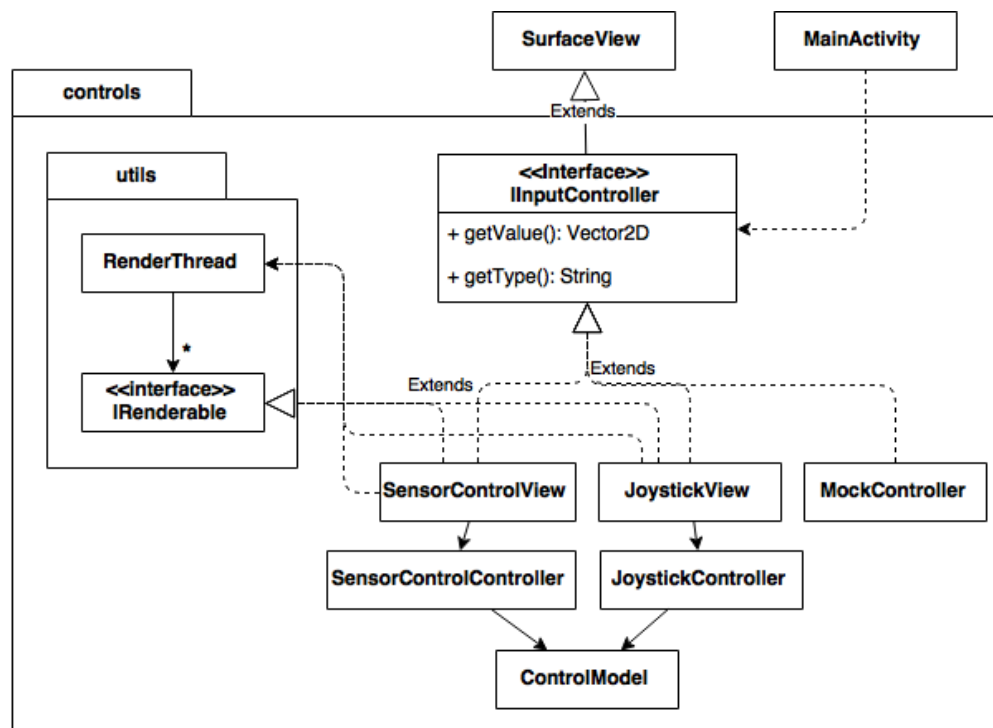 SurfaceView
MainActivity
controls
Extends
utils
<<Interface>>
IInputController
+ getValue(): Vector2D
+ getType(): String
RenderThread
*
<<interface>>
IRenderable
Extends
Extends
SensorControlView
JoystickView
MockController
SensorControlController
JoystickController
ControlModel